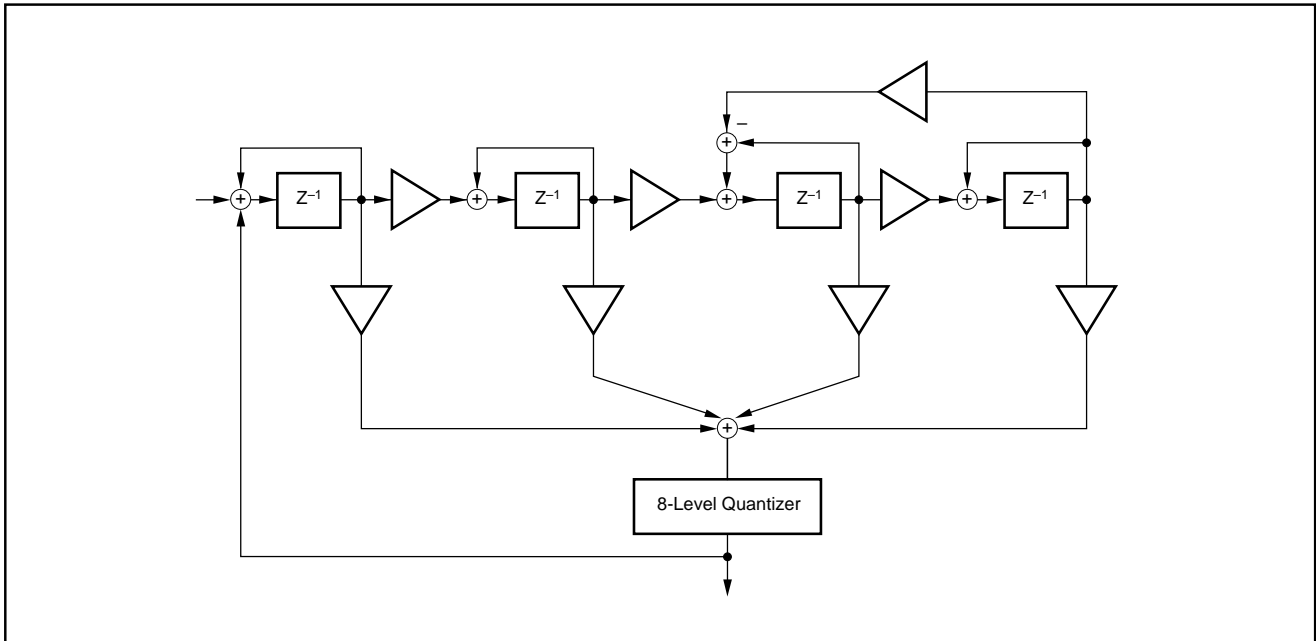 –
+
+
Z–1
+
Z–1
+
Z–1
+
Z–1
+
8-Level Quantizer